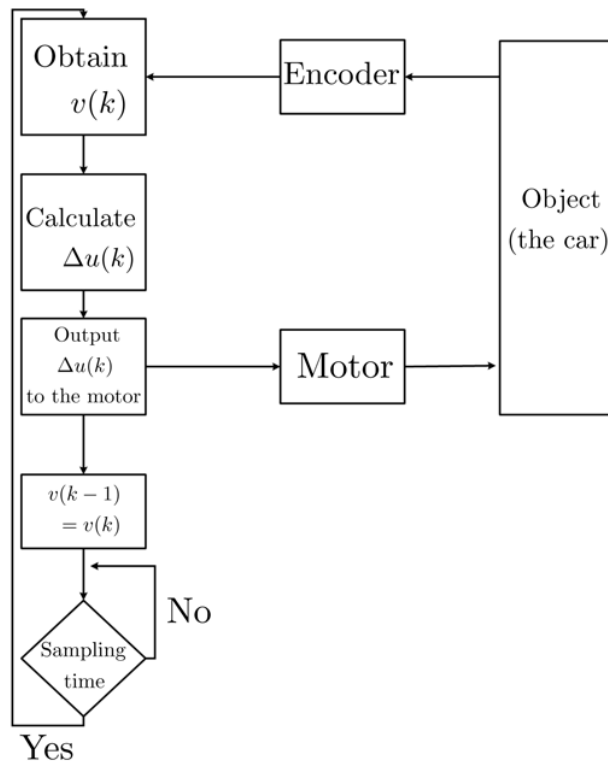 Obtain
v(k)
Encoder
Object
(the car)
Calculate
Δu(k)
Output
Δu(k)
to the motor
Motor
v(k − 1)
= v(k)
No
Sampling
time
Yes